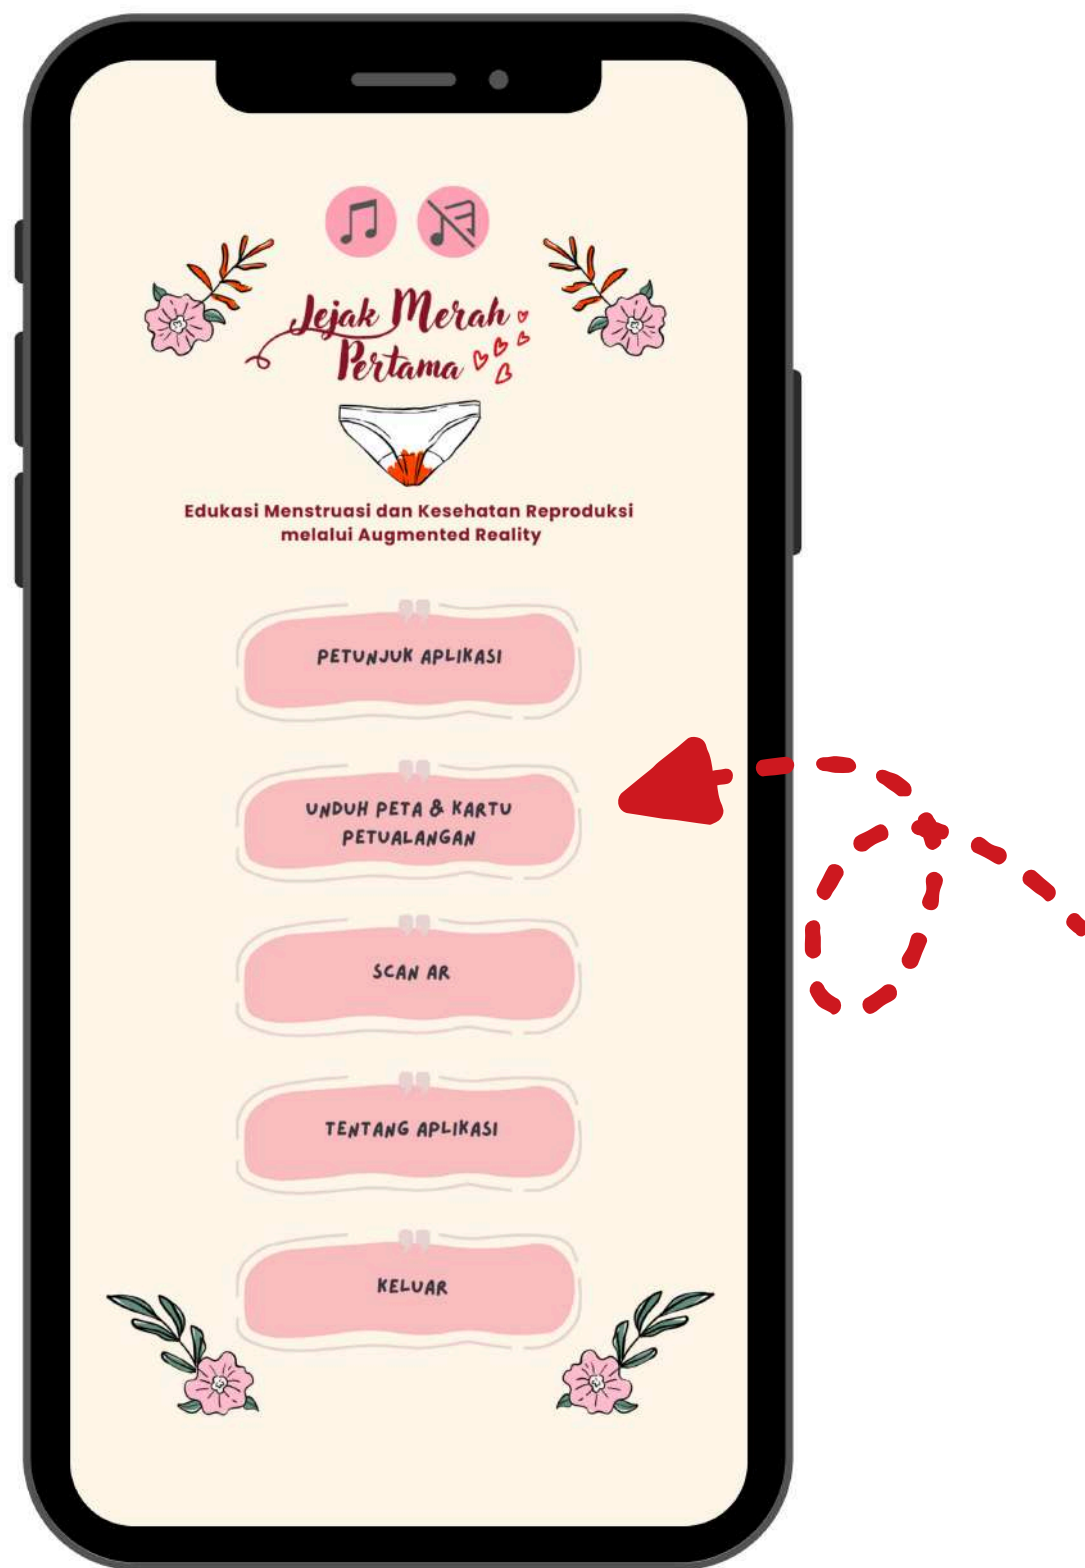 Jejak Merah
Pertama
Edukasi Menstruasi dan Kesehatan Reproduksi
melalui Augmented Reality
PETUNJUK APLIKASI
UNDUH PETA & KARTU
PETUALANGAN
SCAN AR
TENTANG APLIKASI
KELUAR